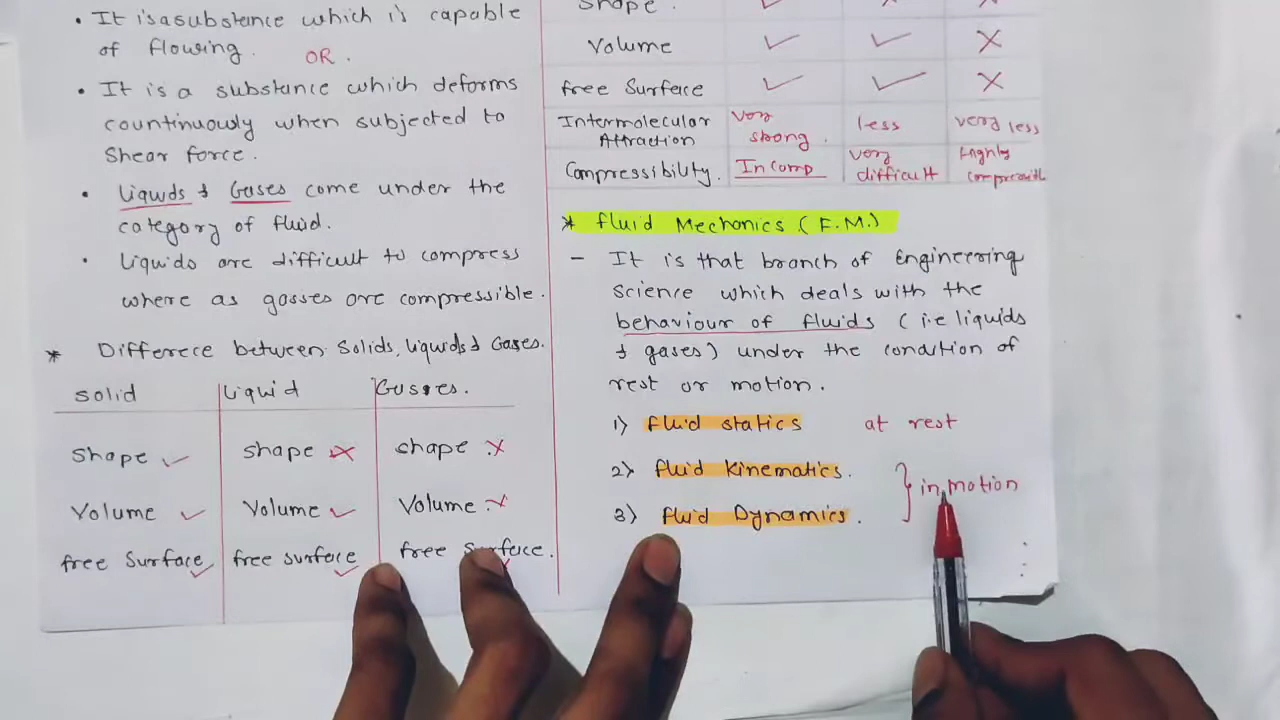 • It is a substance which is capable
of flowing. OR.
• It is a substance which deforms
countinuously when subjected to
Shear force.
• Liquids & Gases come under the
category of fluid.
• Liquids are difficult to compress
where as gasses are compressible.
* Differece between Solids, liquids & Gases.
Solid Liquid Gasses.
Shape ✓ shape ✗ shape ✗
Volume ✓ Volume ✓ Volume ✗
free Surface ✓ free surface ✓ free Surface.
Shape. ✓ ✗ ✗
Volume ✓ ✓ ✗
free Surface ✓ ✓ ✗
Intermolecular
Attraction very strong. less very less
Compressibility. Incomp very difficult Highly
* fluid Mechanics (F.M.)
- It is that branch of Engineering
Science which deals with the
behaviour of fluids (i.e liquids
& gases) under the condition of
rest or motion.
1) fluid statics at rest
2) fluid Kinematics.
} in motion
3) fluid Dynamics.